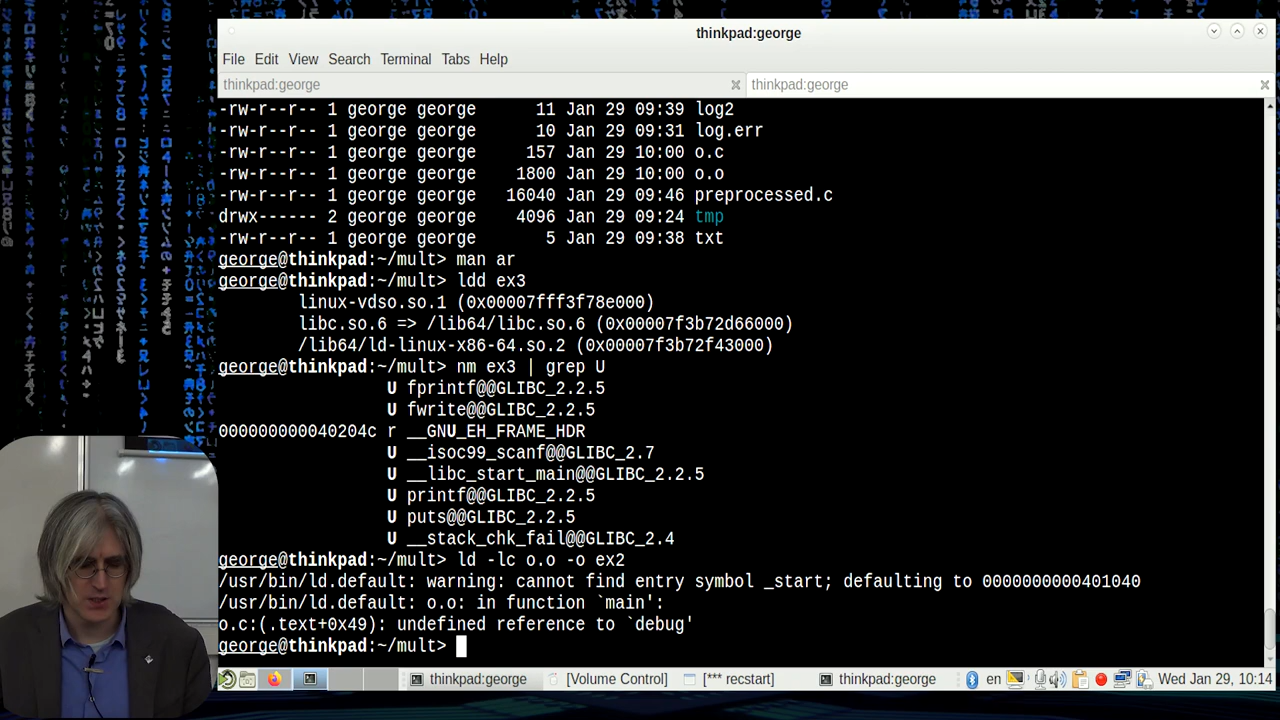 thinkpad:george
File Edit View Search Terminal Tabs Help
thinkpad:george thinkpad:george
-rw-r--r-- 1 george george 11 Jan 29 09:39 log2
-rw-r--r-- 1 george george 10 Jan 29 09:31 log.err
-rw-r--r-- 1 george george 157 Jan 29 10:00 o.c
-rw-r--r-- 1 george george 1800 Jan 29 10:00 o.o
-rw-r--r-- 1 george george 16040 Jan 29 09:46 preprocessed.c
drwx------ 2 george george 4096 Jan 29 09:24 tmp
-rw-r--r-- 1 george george 5 Jan 29 09:38 txt
george@thinkpad:~/mult> man ar
george@thinkpad:~/mult> ldd ex3
linux-vdso.so.1 (0x00007fff3f78e000)
libc.so.6 => /lib64/libc.so.6 (0x00007f3b72d66000)
/lib64/ld-linux-x86-64.so.2 (0x00007f3b72f43000)
george@thinkpad:~/mult> nm ex3 | grep U
U fprintf@@GLIBC_2.2.5
U fwrite@@GLIBC_2.2.5
000000000040204c r __GNU_EH_FRAME_HDR
U __isoc99_scanf@@GLIBC_2.7
U __libc_start_main@@GLIBC_2.2.5
U printf@@GLIBC_2.2.5
U puts@@GLIBC_2.2.5
U __stack_chk_fail@@GLIBC_2.4
george@thinkpad:~/mult> ld -lc o.o -o ex2
/usr/bin/ld.default: warning: cannot find entry symbol _start; defaulting to 0000000000401040
/usr/bin/ld.default: o.o: in function `main':
o.c:(.text+0x49): undefined reference to `debug'
george@thinkpad:~/mult>
thinkpad:george [Volume Control] [*** recstart] thinkpad:george en Wed Jan 29, 10:14